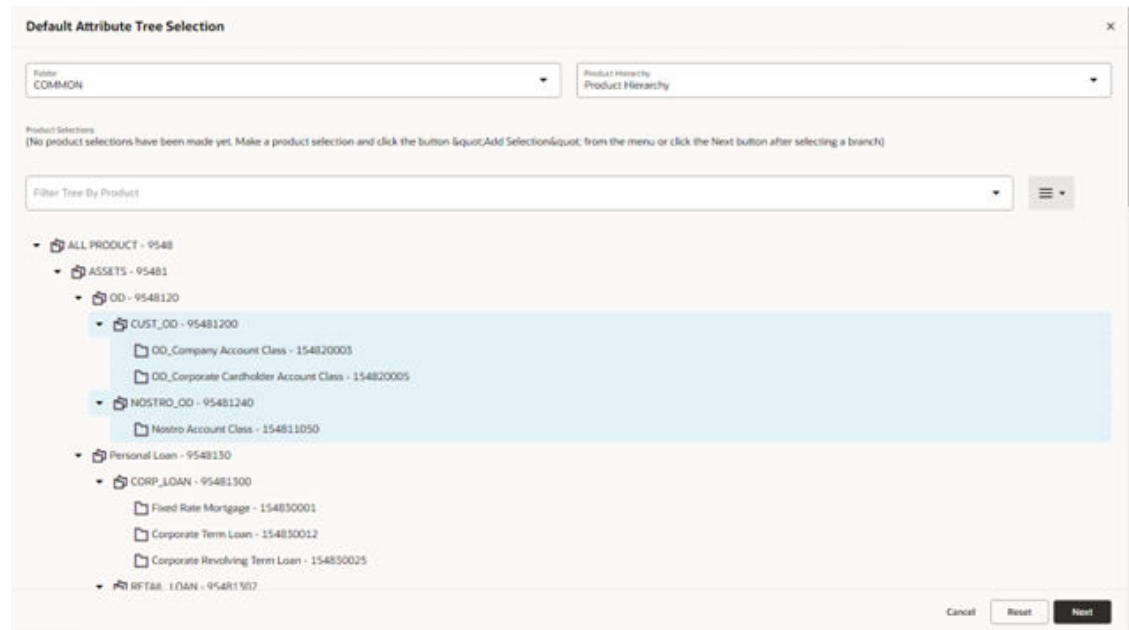 Default Attribute Tree Selection
Folder
COMMON
Product Hierarchy
Product Hierarchy
Product Selections
(No product selections have been made yet. Make a product selection and click the button &quot;Add Selection&quot; from the menu or click the Next button after selecting a branch)
Filter Tree By Product
ALL PRODUCT - 9548
ASSETS - 95481
OD - 9548120
CUST_OD - 95481200
OD_Company Account Class - 154820003
OD_Corporate Cardholder Account Class - 154820005
NOSTRO_OD - 95481240
Nostro Account Class - 154811050
Personal Loan - 9548130
CORP_LOAN - 95481300
Fixed Rate Mortgage - 154830001
Corporate Term Loan - 154830012
Corporate Revolving Term Loan - 154830025
RETAIL_LOAN - 95481302
Cancel
Reset
Next